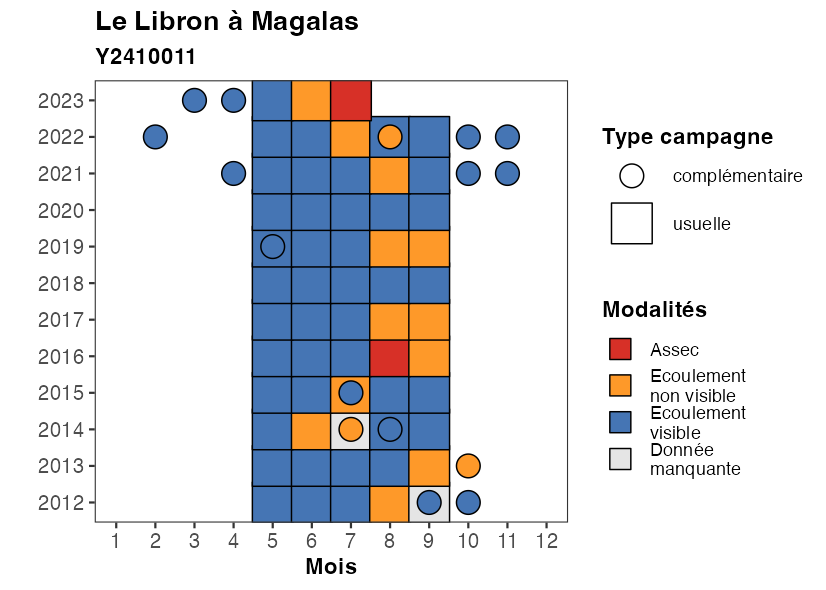 Le Libron à Magalas
Y2410011
2023
2022
2021
2020
2019
2018
2017
2016
2015
2014
2013
2012
1 2 3 4 5 6 7 8 9 10 11 12
Mois
Type campagne
complémentaire
usuelle
Modalités
Assec
Ecoulement
non visible
Ecoulement
visible
Donnée
manquante